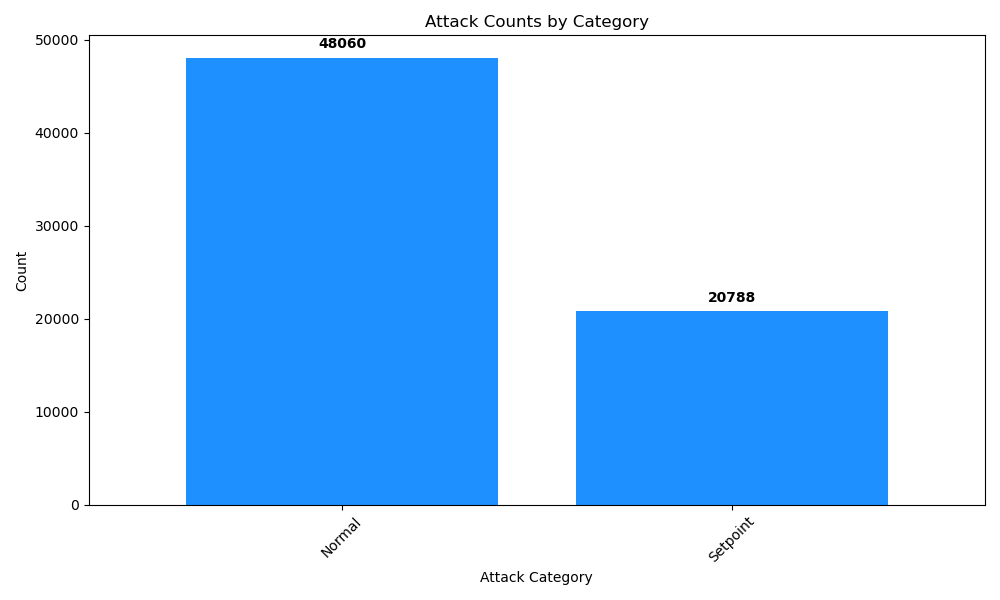 Attack Counts by Category
Count
50000
40000
30000
20000
10000
0
48060
20788
Normal
Setpoint
Attack Category